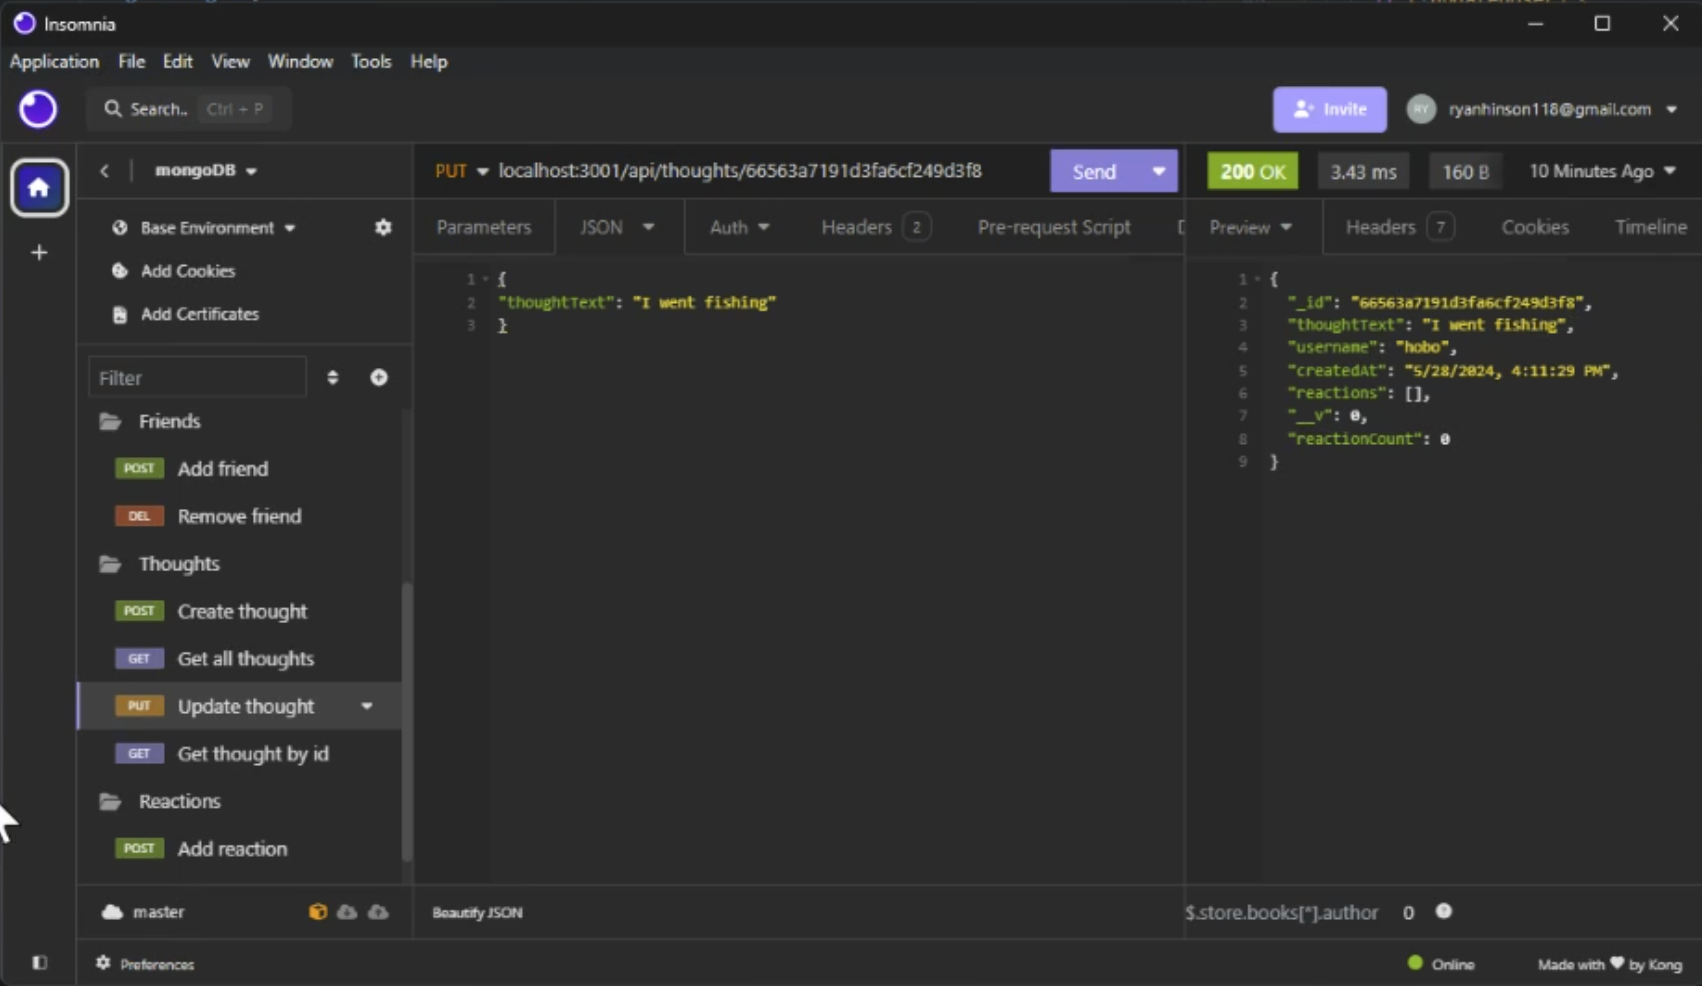 Insomnia
Application File Edit View Window Tools Help
Search.. Ctrl + P
Invite
RY ryanhinson118@gmail.com
mongoDB
PUT localhost:3001/api/thoughts/66563a7191d3fa6cf249d3f8 Send
200 OK 3.43 ms 160 B 10 Minutes Ago
Base Environment
Add Cookies
Add Certificates
Parameters JSON Auth Headers 2 Pre-request Script
Preview Headers 7 Cookies Timeline
1 {
2 "thoughtText": "I went fishing"
3 }
1 {
2 "_id": "66563a7191d3fa6cf249d3f8",
3 "thoughtText": "I went fishing",
4 "username": "hobo",
5 "createdAt": "5/28/2024, 4:11:29 PM",
6 "reactions": [],
7 "__v": 0,
8 "reactionCount": 0
9 }
Filter
Friends
POST Add friend
DEL Remove friend
Thoughts
POST Create thought
GET Get all thoughts
PUT Update thought
GET Get thought by id
Reactions
POST Add reaction
master
Beautify JSON
$.store.books[*].author 0
Preferences
Online
Made with ♥ by Kong